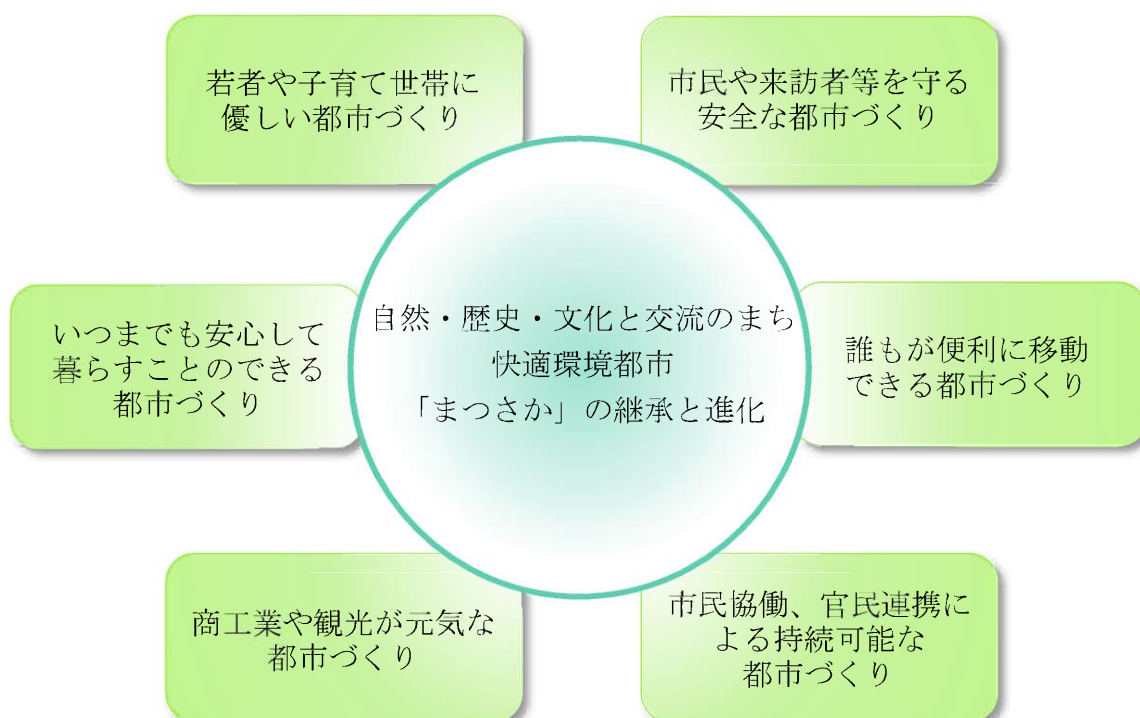 若者や子育て世帯に
優しい都市づくり
市民や来訪者等を守る
安全な都市づくり
いつまでも安心して
暮らすことのできる
都市づくり
自然・歴史・文化と交流のまち
快適環境都市
「まつさか」の継承と進化
誰もが便利に移動
できる都市づくり
商工業や観光が元気な
都市づくり
市民協働、官民連携に
よる持続可能な
都市づくり